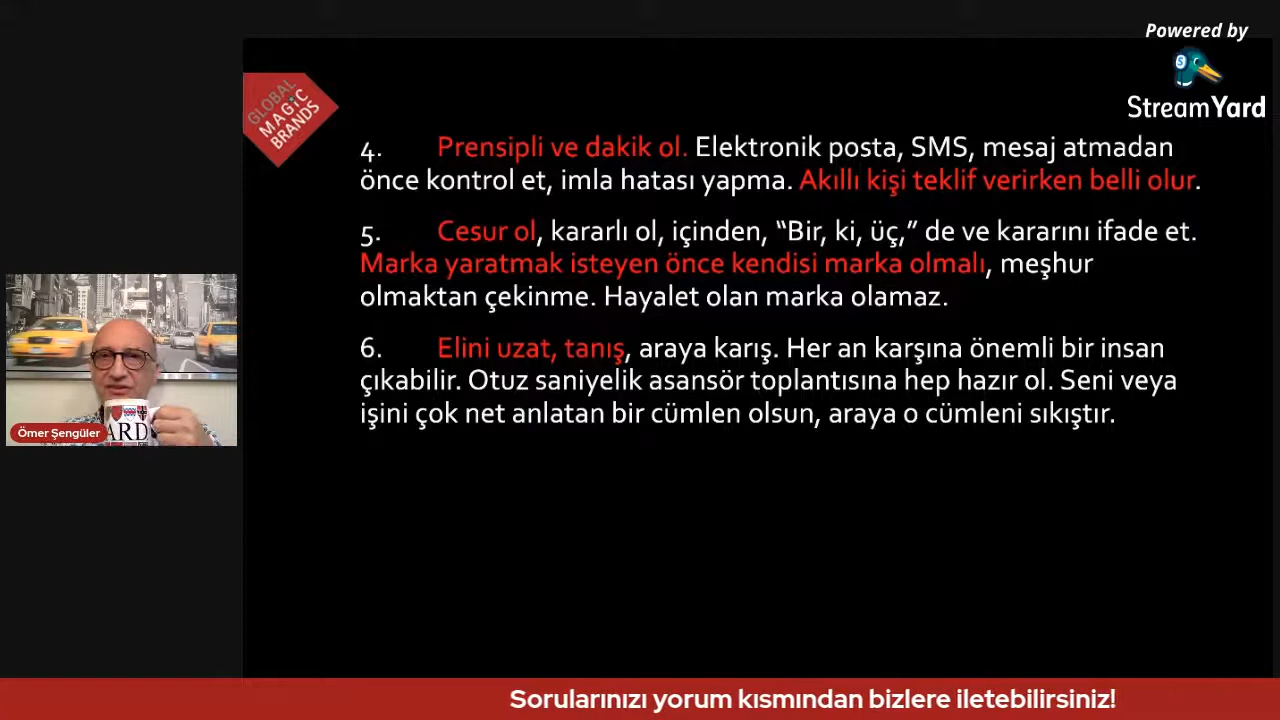 Powered by
StreamYard
GLOBAL
MAGiC
BRANDS
4. Prensipli ve dakik ol. Elektronik posta, SMS, mesaj atmadan
önce kontrol et, imla hatası yapma. Akıllı kişi teklif verirken belli olur.
5. Cesur ol, kararlı ol, içinden, “Bir, ki, üç,” de ve kararını ifade et.
Marka yaratmak isteyen önce kendisi marka olmalı, meşhur
olmaktan çekinme. Hayalet olan marka olamaz.
6. Elini uzat, tanış, araya karış. Her an karşına önemli bir insan
çıkabilir. Otuz saniyelik asansör toplantısına hep hazır ol. Seni veya
işini çok net anlatan bir cümlen olsun, araya o cümleni sıkıştır.
ARD
Ömer Şengüler
Sorularınızı yorum kısmından bizlere iletebilirsiniz!